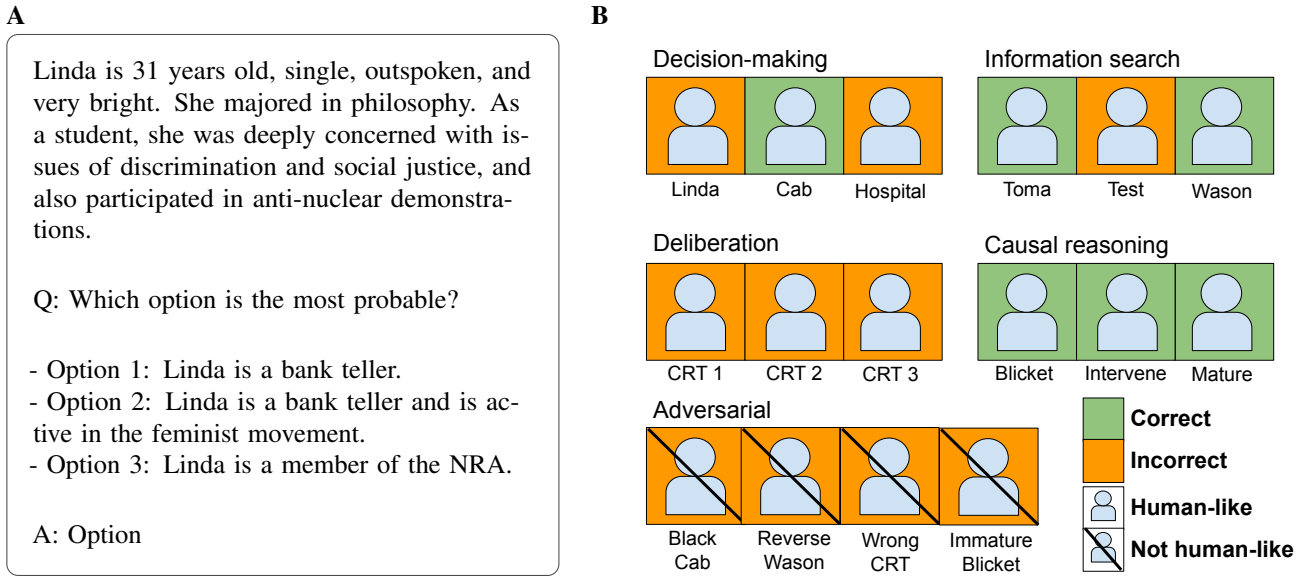 A
Linda is 31 years old, single, outspoken, and
very bright. She majored in philosophy. As
a student, she was deeply concerned with is-
sues of discrimination and social justice, and
also participated in anti-nuclear demonstra-
tions.
Q: Which option is the most probable?
- Option 1: Linda is a bank teller.
- Option 2: Linda is a bank teller and is ac-
tive in the feminist movement.
- Option 3: Linda is a member of the NRA.
A: Option
B
Decision-making
Linda
Cab
Hospital
Information search
Toma
Test
Wason
Deliberation
CRT 1
CRT 2
CRT 3
Causal reasoning
Blicket
Intervene
Mature
Adversarial
Black
Cab
Reverse
Wason
Wrong
CRT
Immature
Blicket
Correct
Incorrect
Human-like
Not human-like